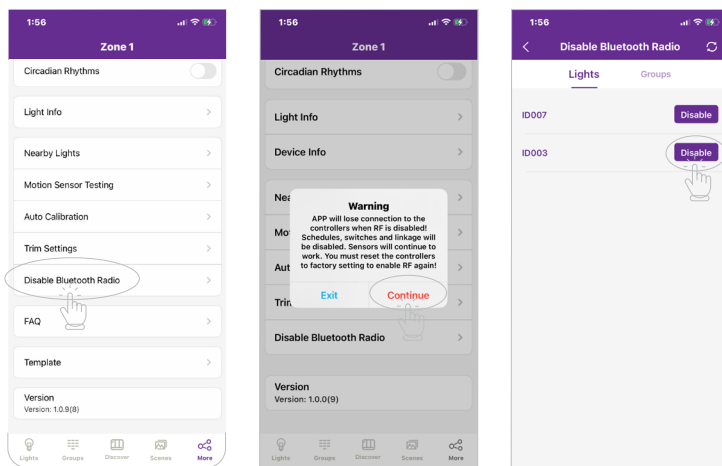 1:56
Zone 1
Circadian Rhythms
Light Info
Nearby Lights
Motion Sensor Testing
Auto Calibration
Trim Settings
Disable Bluetooth Radio
FAQ
Template
Version
Version: 1.0.9(8)
Lights Groups Discover Scenes More
1:56
Zone 1
Circadian Rhythms
Light Info
Device Info
Nea
Warning
APP will lose connection to the
controllers when RF is disabled!
Schedules, switches and linkage will
be disabled. Sensors will continue to
work. You must reset the controllers
to factory setting to enable RF again!
Mo
Aut
Exit Continue
Trin
Disable Bluetooth Radio
Version
Version: 1.0.0(9)
Lights Groups Discover Scenes More
1:56
Disable Bluetooth Radio
Lights Groups
ID007 Disable
ID003 Disable